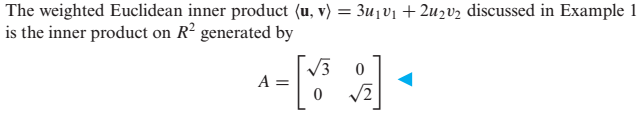 The weighted Euclidean inner product ⟨u, v⟩ = 3u₁v₁ + 2u₂v₂ discussed in Example 1
is the inner product on R² generated by
A = [√3 0
0 √2]